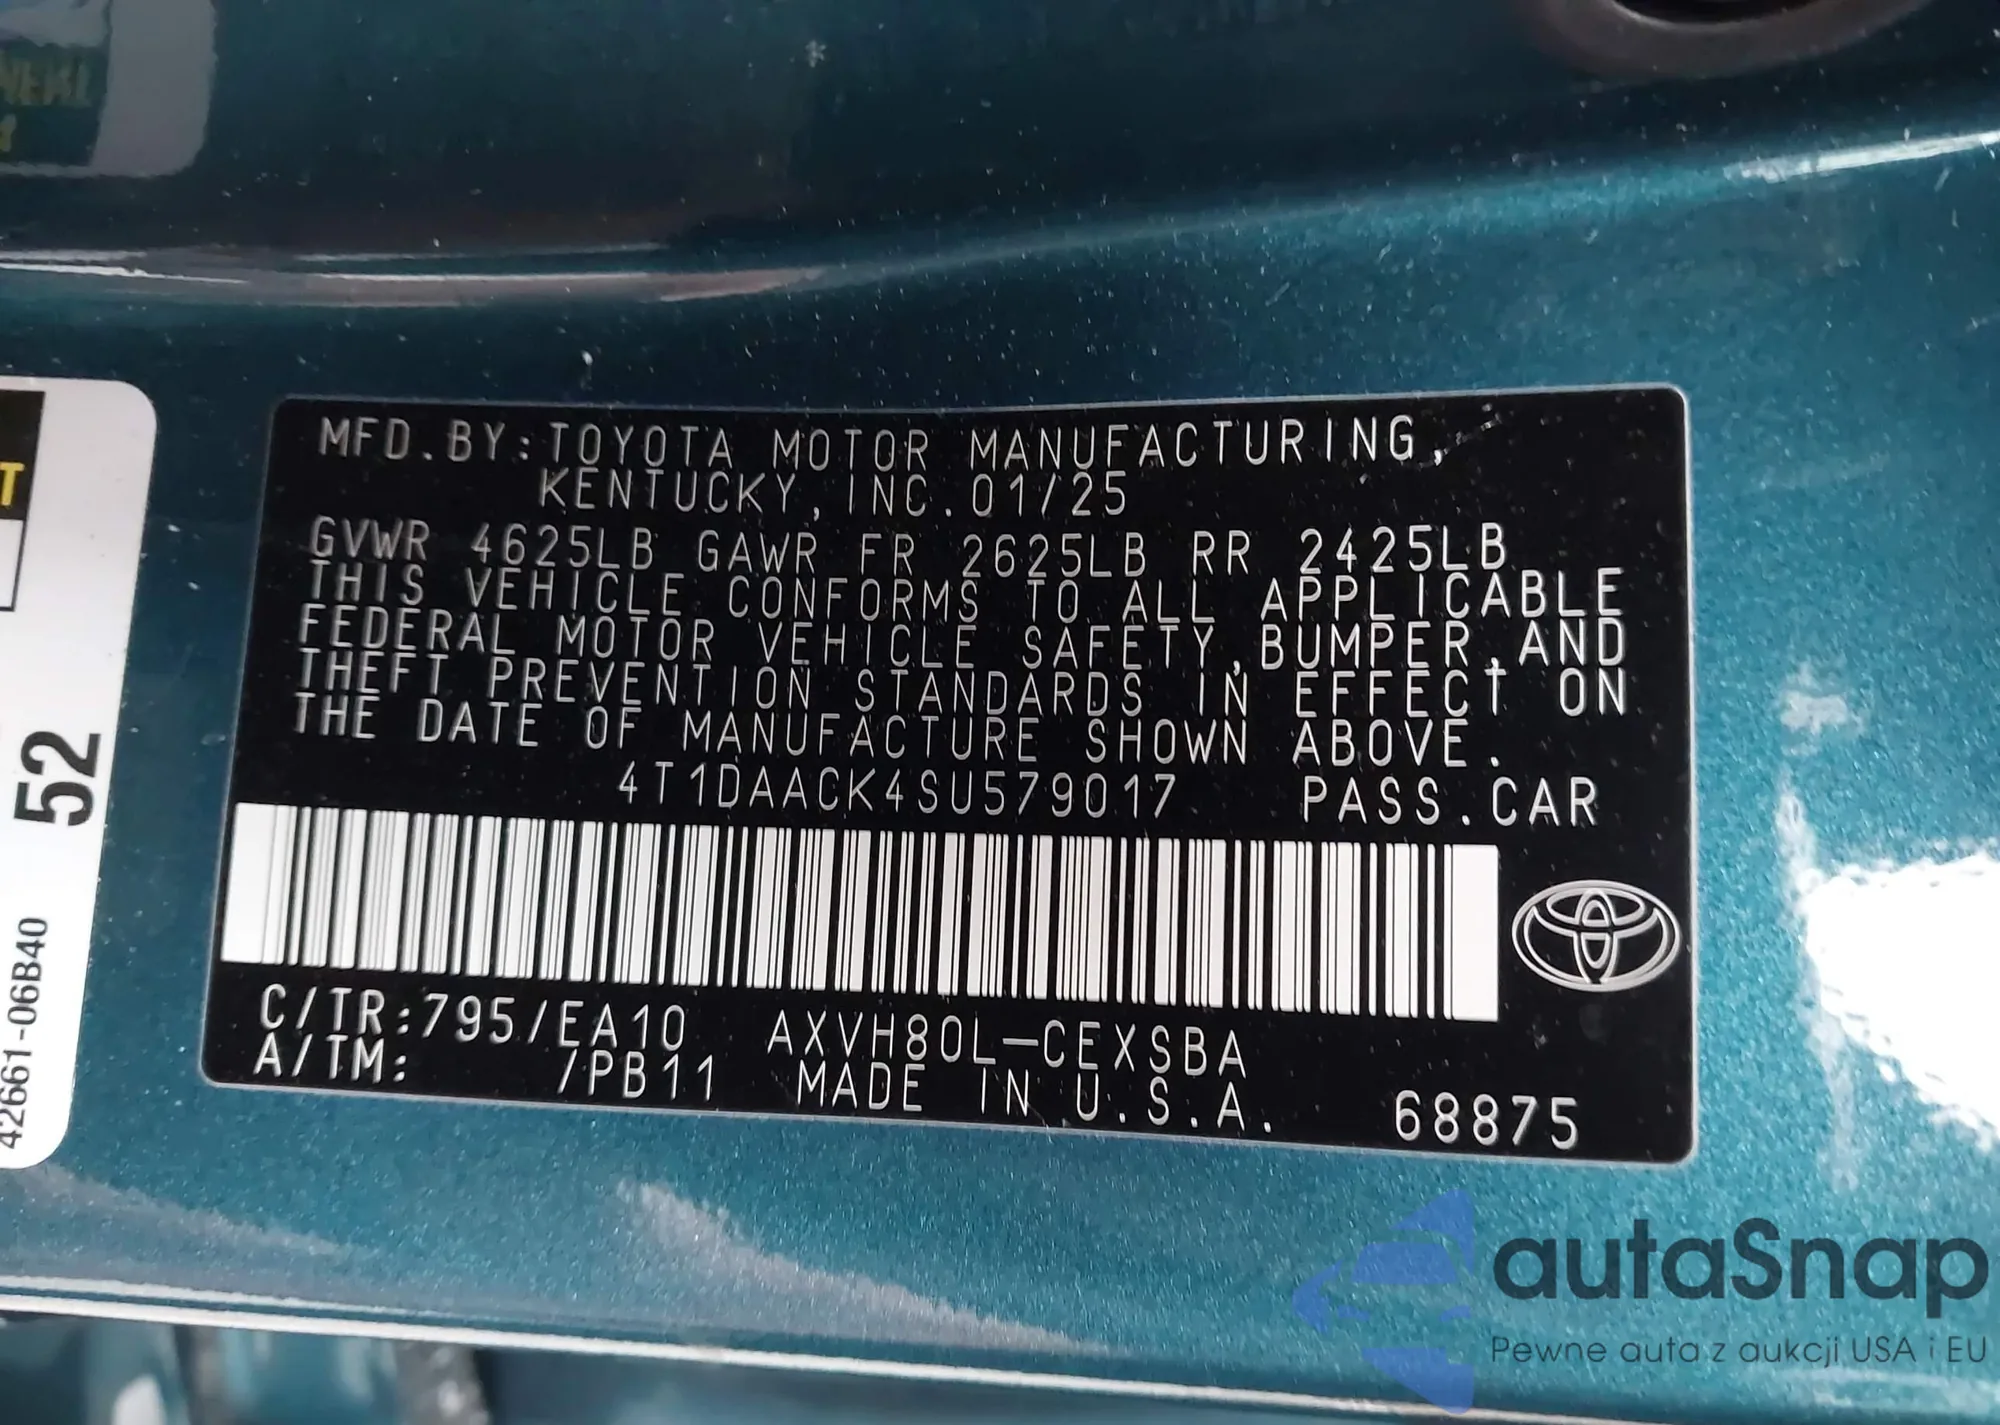 MFD.BY:TOYOTA MOTOR MANUFACTURING,
KENTUCKY, INC. 01/25
GVWR 4625LB GAWR FR 2625LB RR 2425LB
THIS VEHICLE CONFORMS TO ALL APPLICABLE
FEDERAL MOTOR VEHICLE SAFETY,BUMPER,AND
THEFT PREVENTION STANDARDS IN EFFECT ON
THE DATE OF MANUFACTURE SHOWN ABOVE.
4T1DAACK4SU579017 PASS.CAR
C/TR:795/EA10 AXVH80L-CEXSBA
A/TM: /PB11 MADE IN U.S.A. 68875
T
52
42661-06B40
autaSnap
Pewne auta z aukcji USA i EU